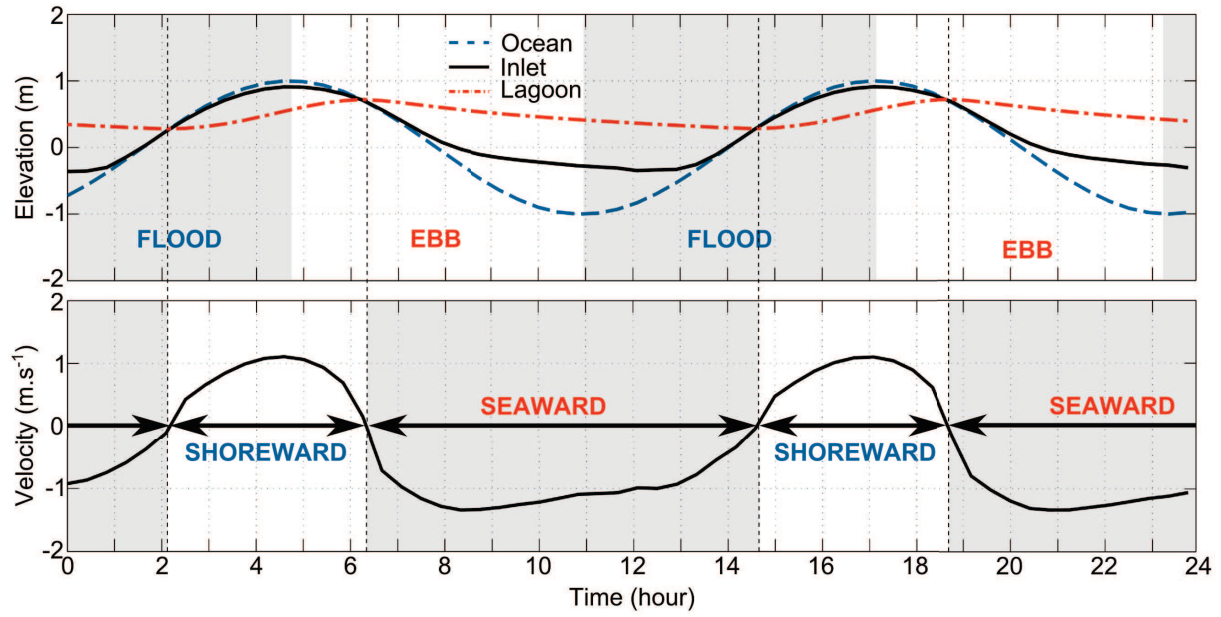 2
Ocean
Inlet
Lagoon
1
0
-1
-2
Elevation (m)
FLOOD
EBB
FLOOD
EBB
2
1
0
-1
-2
Velocity (m.s⁻¹)
SEAWARD
SEAWARD
SHOREWARD
SHOREWARD
0 2 4 6 8 10 12 14 16 18 20 22 24
Time (hour)